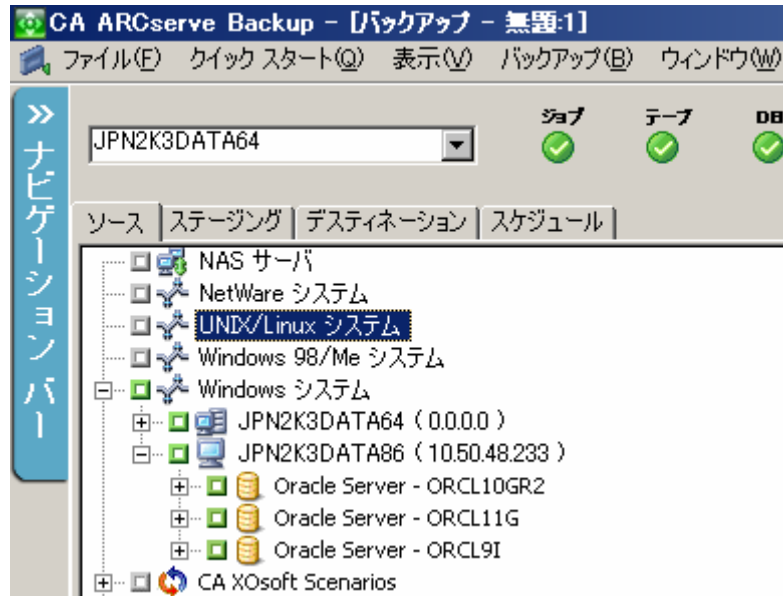 CA ARCserve Backup - [バックアップ - 無題:1]
ファイル(F) クイック スタート(Q) 表示(V) バックアップ(B) ウィンドウ(W)
» ナビゲーション バー
JPN2K3DATA64
ジョブ テープ DB
ソース ステージング デスティネーション スケジュール
NAS サーバ
NetWare システム
UNIX/Linux システム
Windows 98/Me システム
Windows システム
JPN2K3DATA64 ( 0.0.0.0 )
JPN2K3DATA86 ( 10.50.48.233 )
Oracle Server - ORCL10GR2
Oracle Server - ORCL11G
Oracle Server - ORCL9I
CA XOsoft Scenarios